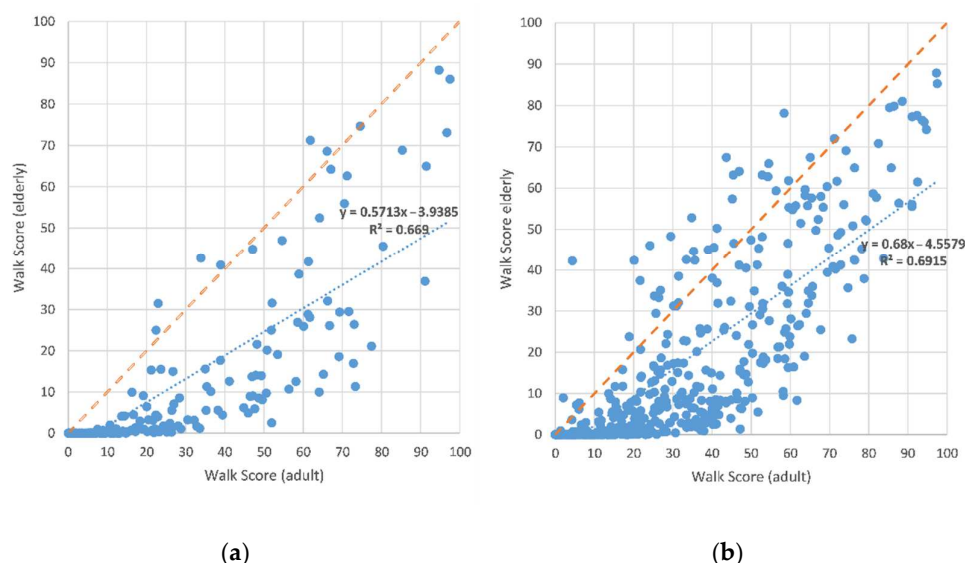 100
90
80
70
60
50
40
30
20
10
0
Walk Score (elderly)
y = 0.5713x − 3.9385
R² = 0.669
0 10 20 30 40 50 60 70 80 90 100
Walk Score (adult)
(a)
100
90
80
70
60
50
40
30
20
10
0
Walk Score elderly
y = 0.68x − 4.5579
R² = 0.6915
0 10 20 30 40 50 60 70 80 90 100
Walk Score (adult)
(b)